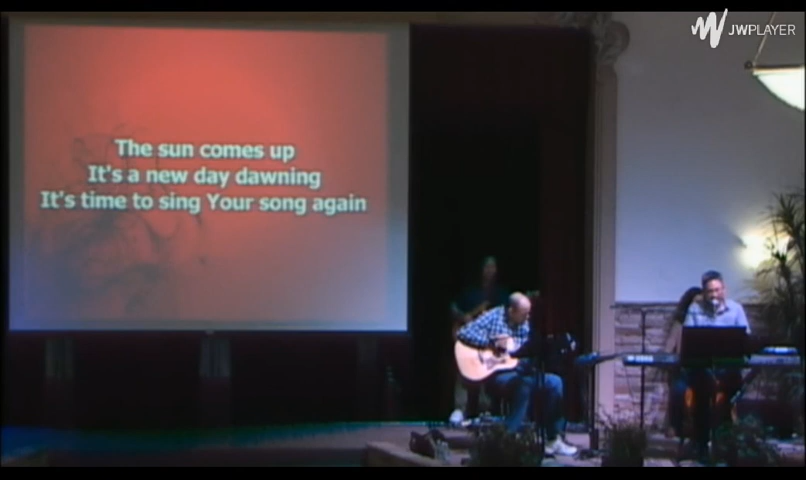 JWPLAYER
The sun comes up
It's a new day dawning
It's time to sing Your song again